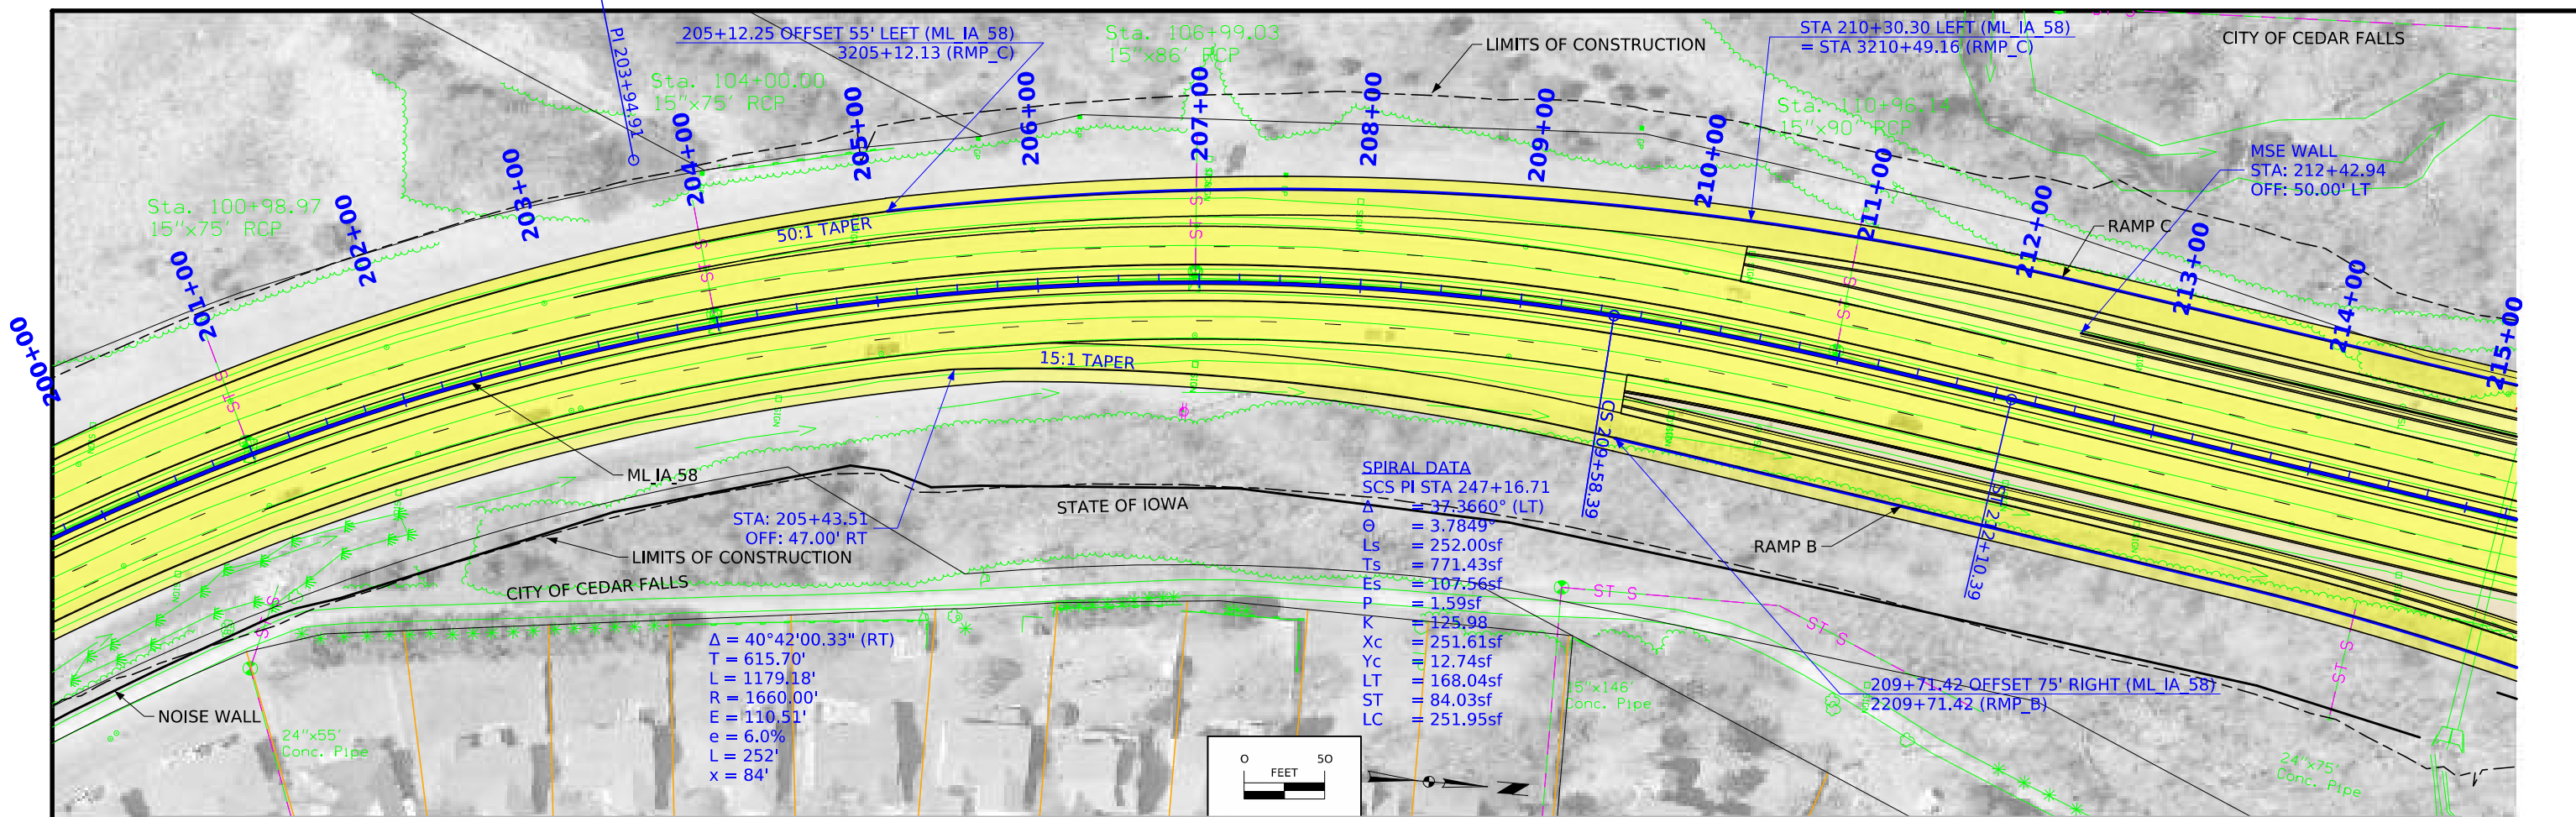 PI 203+94.91
205+12.25 OFFSET 55' LEFT (ML_IA_58)
3205+12.13 (RMP_C)
Sta. 106+99.03
15"x86' RCP
LIMITS OF CONSTRUCTION
STA 210+30.30 LEFT (ML_IA_58)
= STA 3210+49.16 (RMP_C)
ST S
CITY OF CEDAR FALLS
Sta. 104+00.00
15"x75' RCP
15"x90' RCP
MSE WALL
STA: 212+42.94
OFF: 50.00' LT
Sta. 100+98.97
15"x75' RCP
200+00
201+00
202+00
203+00
204+00
205+00
206+00
207+00
208+00
209+00
210+00
211+00
212+00
213+00
214+00
215+00
RAMP C
50:1 TAPER
15:1 TAPER
ST S
ST S
ST S
ST S
ML_IA 58
STA: 205+43.51
OFF: 47.00' RT
STATE OF IOWA
LIMITS OF CONSTRUCTION
CITY OF CEDAR FALLS
CS 209+58.39
ST 212+10.39
RAMP B
SPIRAL DATA
SCS PI STA 247+16.71
Δ = 37.3660° (LT)
Θ = 3.7849°
Ls = 252.00sf
Ts = 771.43sf
Es = 107.56sf
P = 1.59sf
K = 125.98
Xc = 251.61sf
Yc = 12.74sf
LT = 168.04sf
ST = 84.03sf
LC = 251.95sf
ST S
ST S
ST S
ST S
209+71.42 OFFSET 75' RIGHT (ML_IA_58)
2209+71.42 (RMP_B)
Δ = 40°42'00.33" (RT)
T = 615.70'
L = 1179.18'
R = 1660.00'
E = 110.51'
e = 6.0%
L = 252'
x = 84'
NOISE WALL
24"x55'
Conc. Pipe
15"x146'
Conc. Pipe
24"x75'
Conc. Pipe
0 50
FEET